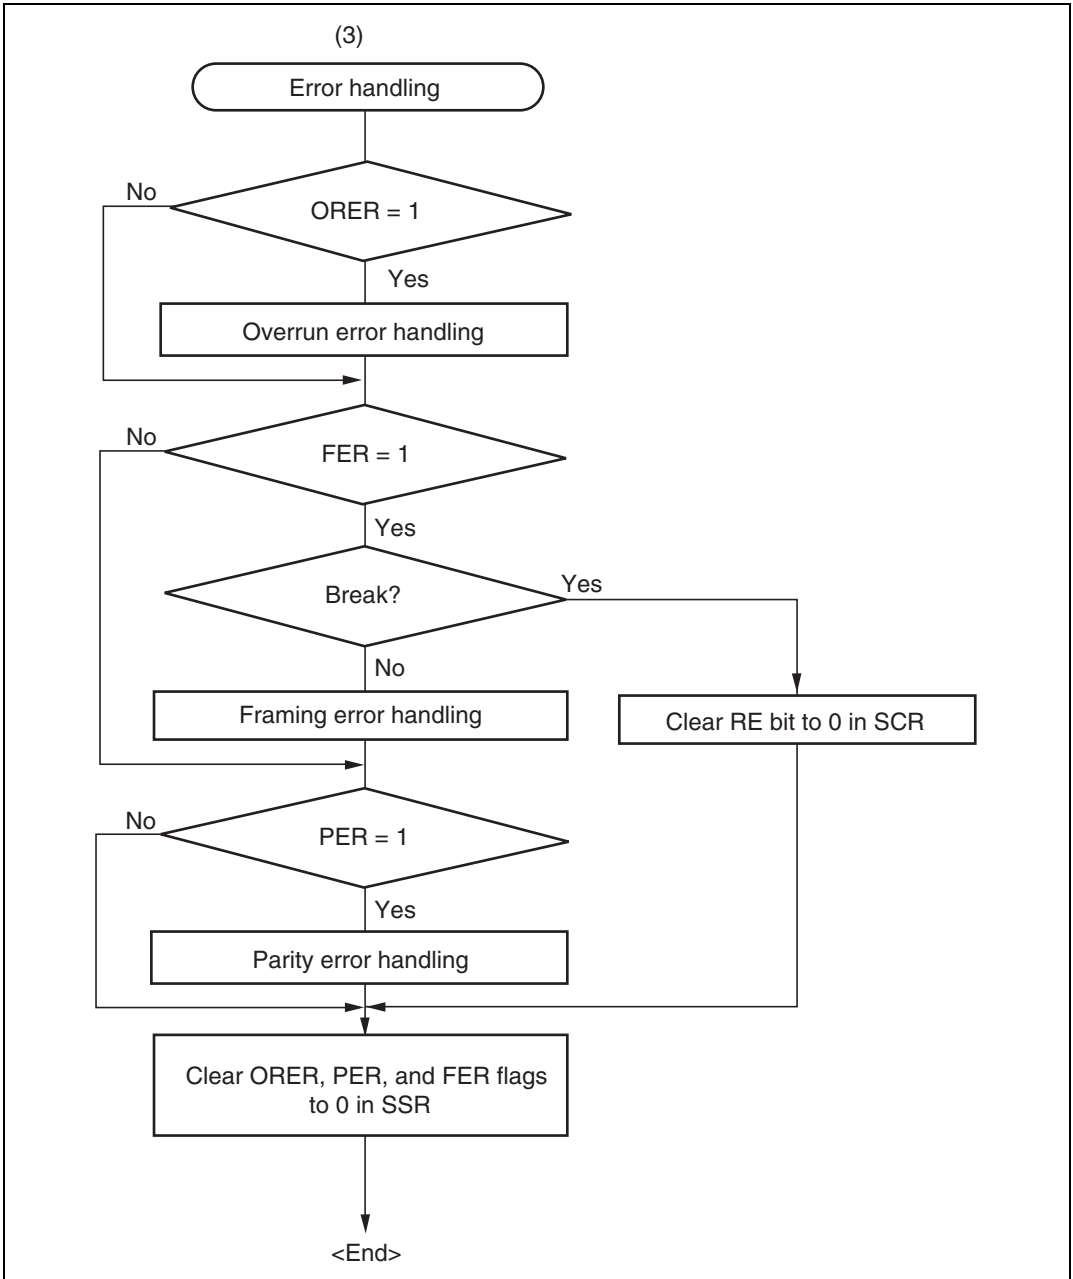 (3)
Error handling
No
ORER = 1
Yes
Overrun error handling
No
FER = 1
Yes
Break?
Yes
No
Framing error handling
Clear RE bit to 0 in SCR
No
PER = 1
Yes
Parity error handling
Clear ORER, PER, and FER flags
to 0 in SSR
<End>